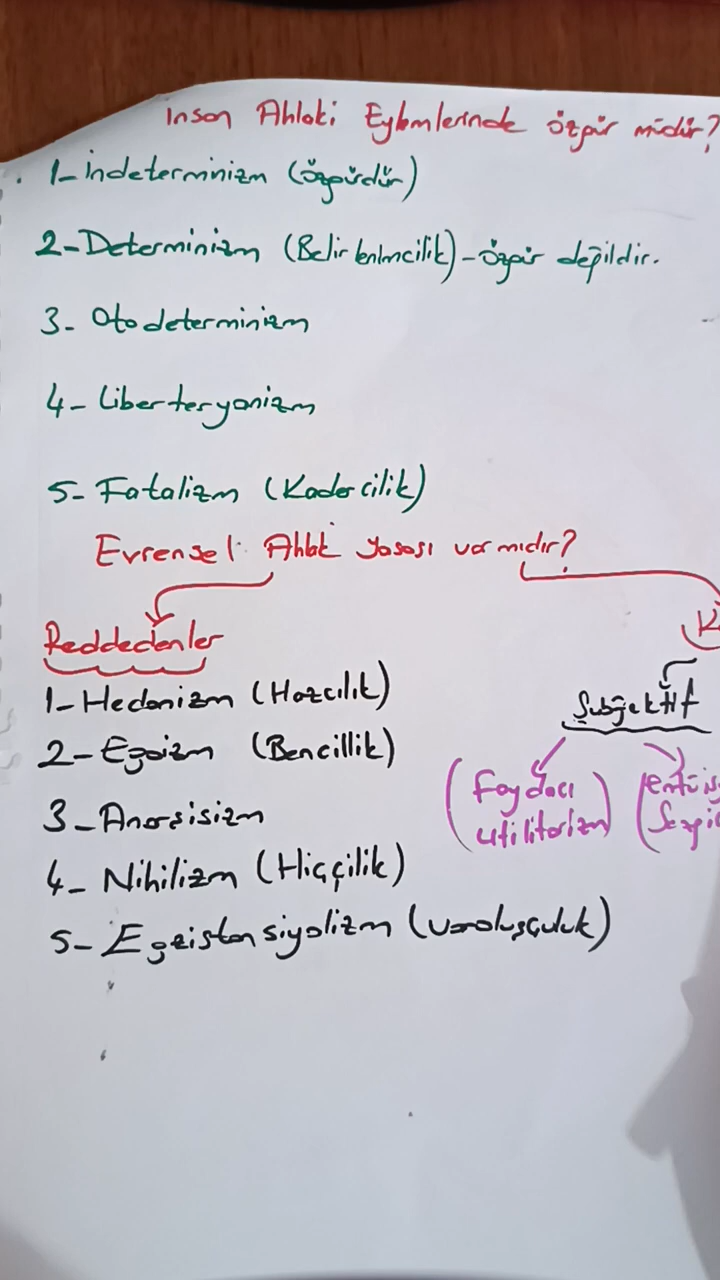 İnsan Ahlaki Eylemlerinde özgür müdür?
1- İndeterminizm (özgürdür)
2- Determinizm (Belirlenimcilik) - özgür değildir.
3- Otodeterminizm
4- Liberteryanizm
5- Fatalizm (Kadercilik)
Evrensel Ahlak Yasası var mıdır?
Reddedenler
1- Hedonizm (Hazcılık)
2- Egoizm (Bencillik)
3- Anarşisizm
4- Nihilizm (Hiççilik)
5- Egzistansiyalizm (Varoluşçuluk)
Subjektif
(Faydacı
utilitarizm)